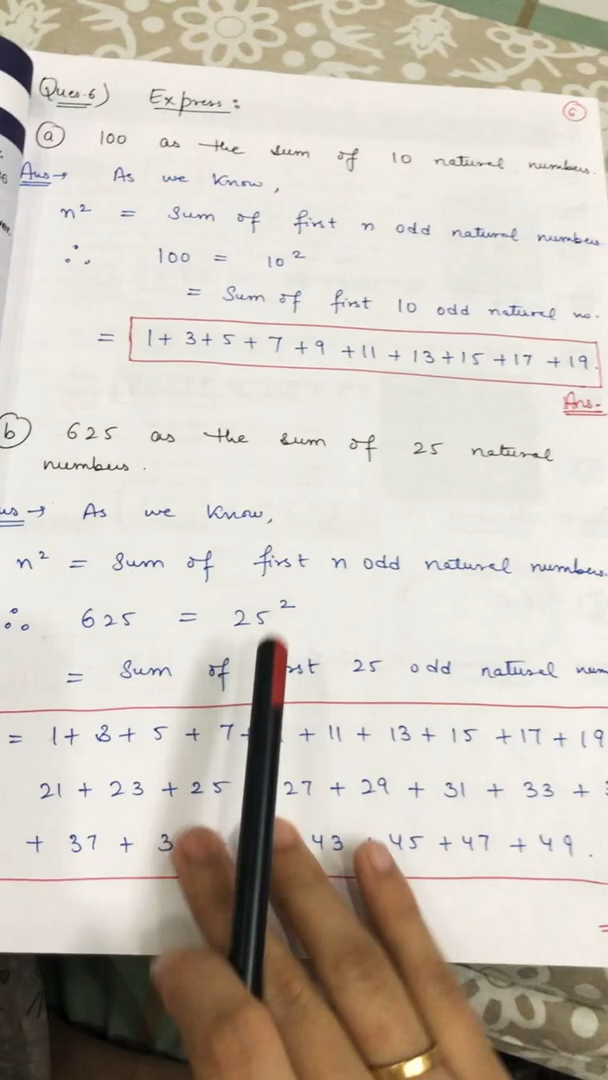 Ques.6) Express:
6
(a) 100 as the sum of 10 natural numbers.
Ans → As we know,
n² = Sum of first n odd natural numbers
∴ 100 = 10²
= Sum of first 10 odd natural no.
= 1 + 3 + 5 + 7 + 9 + 11 + 13 + 15 + 17 + 19.
Ans.
b) 625 as the sum of 25 natural
numbers.
→ As we know,
n² = Sum of first n odd natural numbers.
∴ 625 = 25²
= Sum of 25 odd natural
= 1 + 3 + 5 + 7 + + 11 + 13 + 15 + 17 + 19
21 + 23 + 25 27 + 29 + 31 + 33 +
+ 37 + 43 + 45 + 47 + 49.